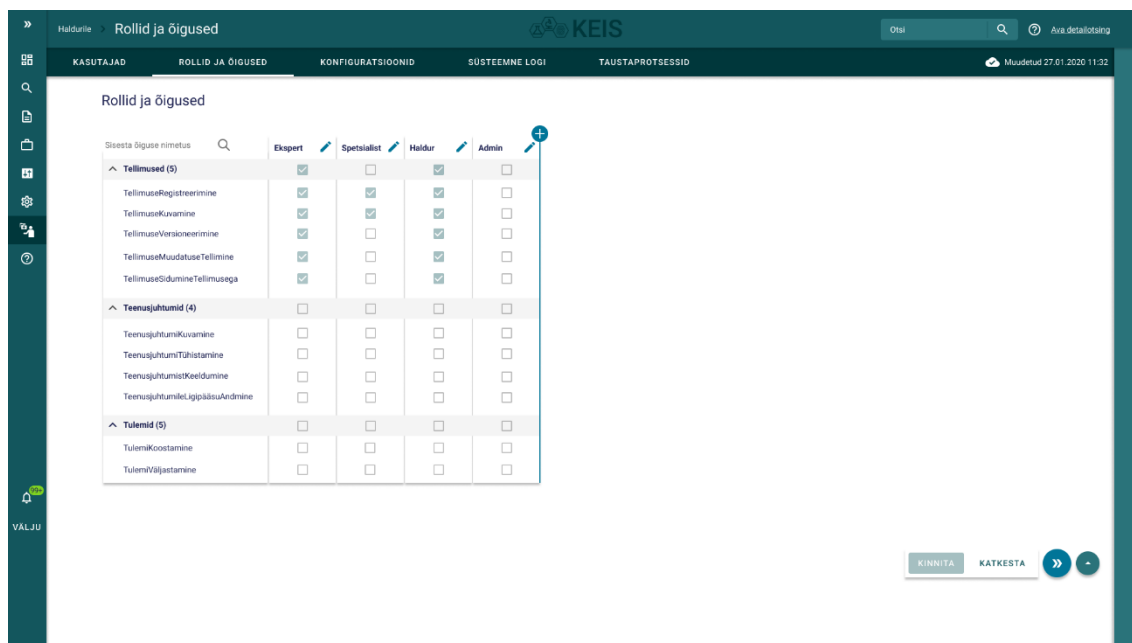 Haldurile > Rollid ja õigused
KEIS
Otsi
Ava detailotsing
KASUTAJAD ROLLID JA ÕIGUSED KONFIGURATSIOONID SÜSTEEMNE LOGI TAUSTAPROTSESSID
Muudetud 27.01.2020 11:32
Rollid ja õigused
Sisesta õiguse nimetus Ekspert Spetsialist Haldur Admin
Tellimused (5)
TellimuseRegistreerimine
TellimuseKuvamine
TellimuseVersioneerimine
TellimuseMuudatuseTellimine
TellimuseSidumineTellimusega
Teenusjuhtumid (4)
TeenusjuhtumiKuvamine
TeenusjuhtumiTühistamine
TeenusjuhtumistKeeldumine
TeenusjuhtumileLigipääsuAndmine
Tulemid (5)
TulemiKoostamine
TulemiVäljastamine
99+
VÄLJU
KINNITA KATKESTA